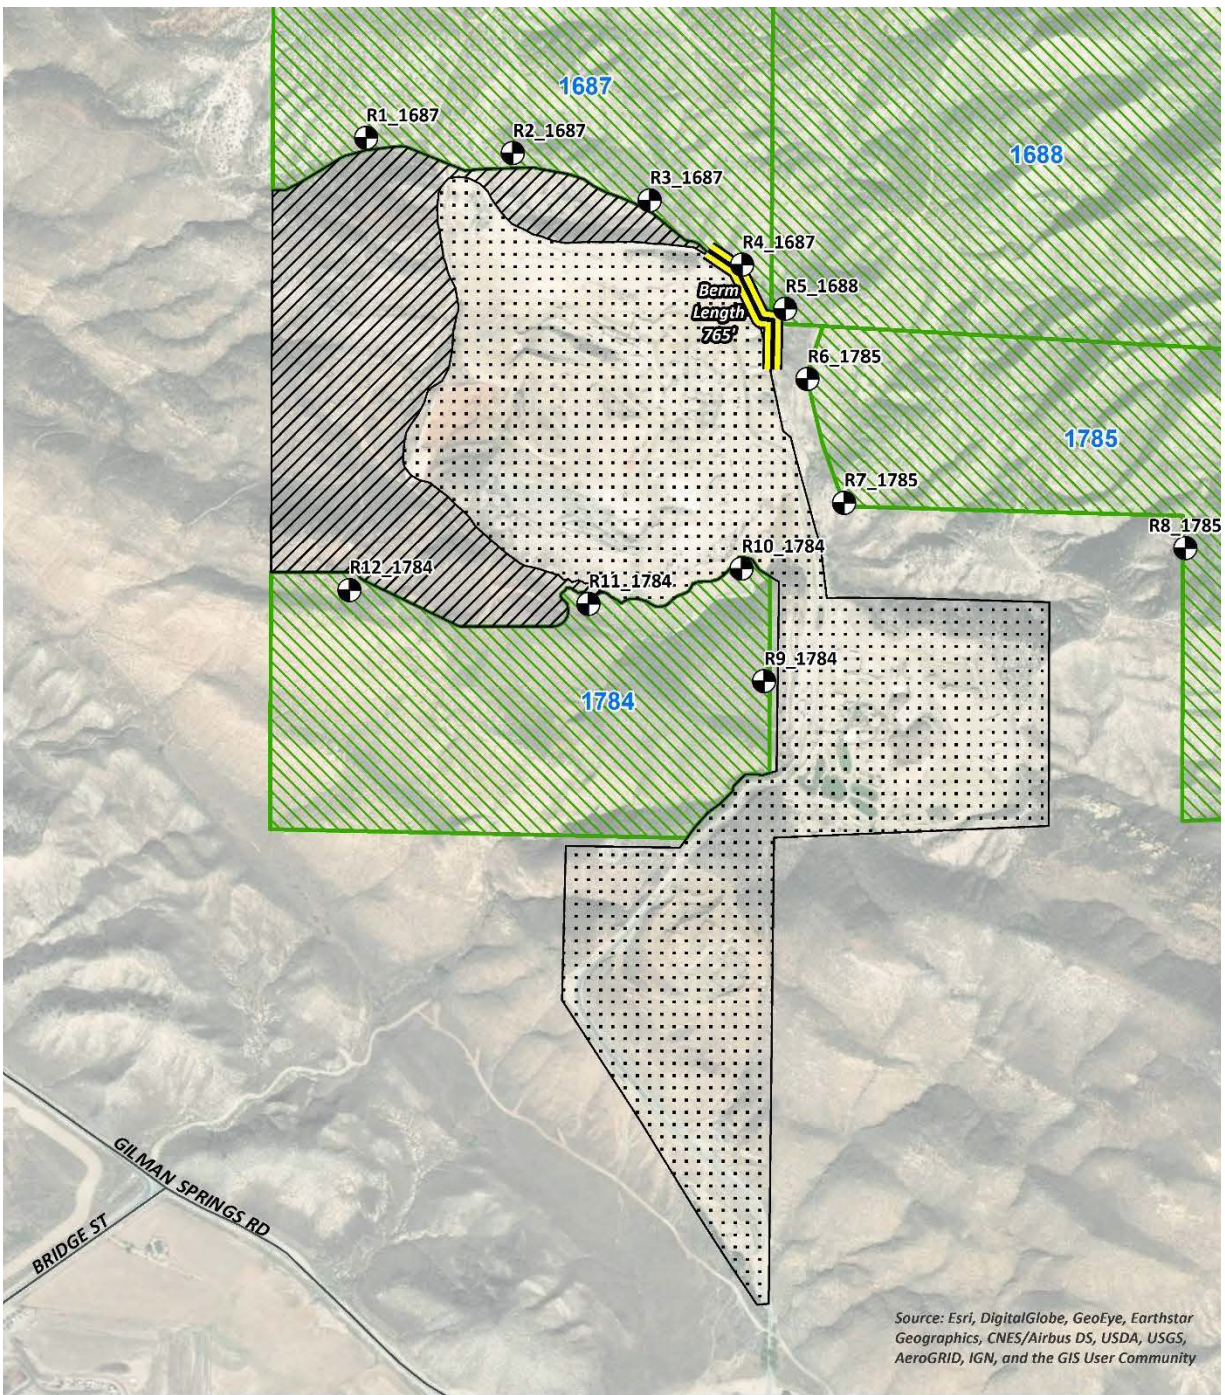 1687
R1_1687
R2_1687
1688
R3_1687
R4_1687
Berm
Length
765'
R5_1688
R6_1785
1785
R7_1785
R8_1785
R10_1784
R12_1784
R11_1784
R9_1784
1784
GILMAN SPRINGS RD
BRIDGE ST
Source: Esri, DigitalGlobe, GeoEye, Earthstar
Geographics, CNES/Airbus DS, USDA, USGS,
AeroGRID, IGN, and the GIS User Community